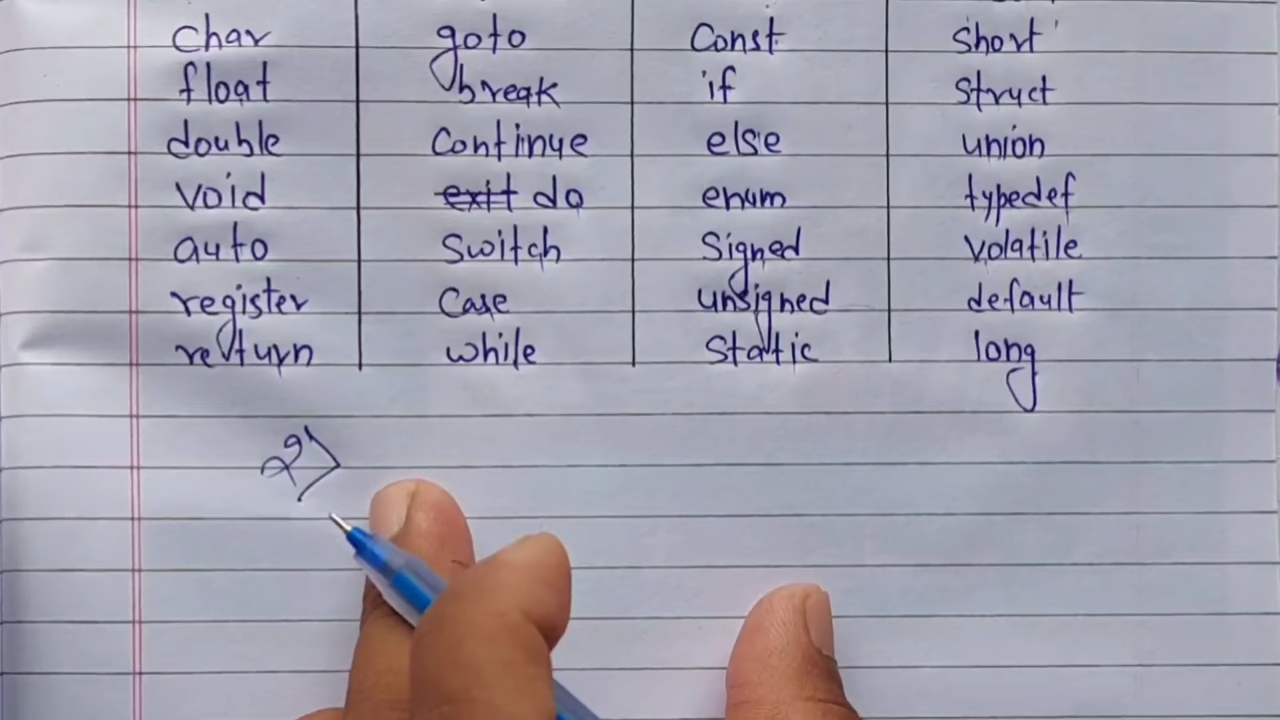 char goto Const short
float break if struct
double Continue else union
void exit do enum typedef
auto Switch Signed volatile
register Case unsigned default
return while Static long
2)